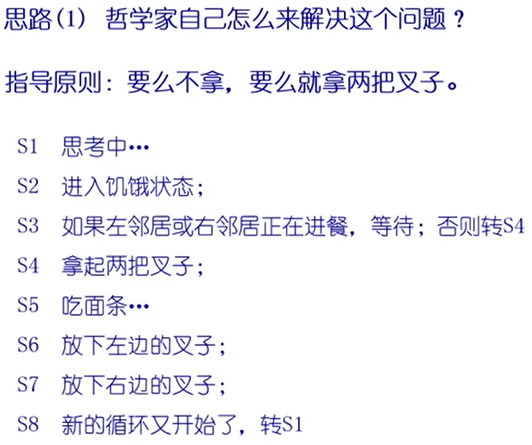 思路(1) 哲学家自己怎么来解决这个问题?
指导原则: 要么不拿, 要么就拿两把叉子。
S1 思考中…
S2 进入饥饿状态;
S3 如果左邻居或右邻居正在进餐, 等待; 否则转S4
S4 拿起两把叉子;
S5 吃面条…
S6 放下左边的叉子;
S7 放下右边的叉子;
S8 新的循环又开始了, 转S1